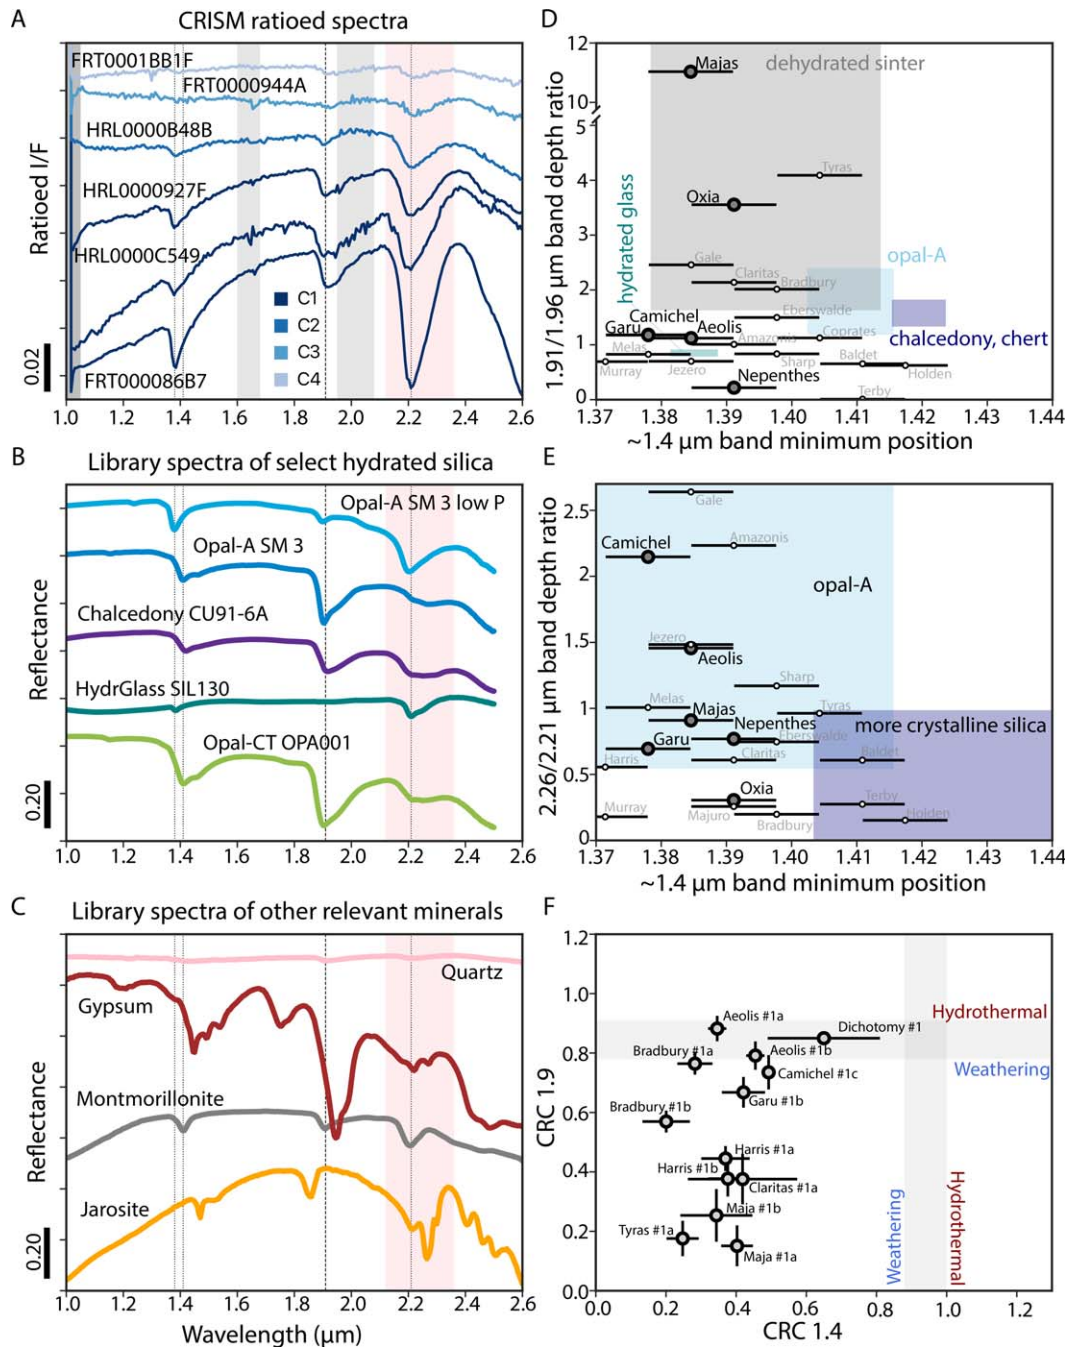 A
CRISM ratioed spectra
FRT0001BB1F
FRT0000944A
HRL0000B48B
HRL0000927F
HRL0000C549
FRT000086B7
C1
C2
C3
C4
Ratioed I/F
0.02
1.0 1.2 1.4 1.6 1.8 2.0 2.2 2.4 2.6
B
Library spectra of select hydrated silica
Opal-A SM 3 low P
Opal-A SM 3
Chalcedony CU91-6A
HydrGlass SIL130
Opal-CT OPA001
Reflectance
0.20
1.0 1.2 1.4 1.6 1.8 2.0 2.2 2.4 2.6
C
Library spectra of other relevant minerals
Quartz
Gypsum
Montmorillonite
Jarosite
Reflectance
0.20
1.0 1.2 1.4 1.6 1.8 2.0 2.2 2.4 2.6
Wavelength (μm)
D
12
10
5
4
3
2
1
0
1.91/1.96 μm band depth ratio
Majas
dehydrated sinter
Tyras
Oxia
hydrated glass
Gale
Claritas
Bradbury
opal-A
Eberswalde
Camichel
Garu
Aeolis
Amazonis
Coprates
chalcedony, chert
Melas
Murray
Jezero
Sharp
Baldet
Holden
Nepenthes
Terby
1.37 1.38 1.39 1.40 1.41 1.42 1.43 1.44
~1.4 μm band minimum position
E
2.5
2
1.5
1
0.5
0
2.26/2.21 μm band depth ratio
Gale
Camichel
Amazonis
opal-A
Jezero
Aeolis
Sharp
Melas
Majas
Tyras
Nepenthes
more crystalline silica
Garu
Eberswalde
Harris
Claritas
Baldet
Oxia
Murray
Majuro
Bradbury
Terby
Holden
1.37 1.38 1.39 1.40 1.41 1.42 1.43 1.44
~1.4 μm band minimum position
F
1.2
1.0
0.8
0.6
0.4
0.2
0.0
CRC 1.9
Aeolis #1a
Hydrothermal
Dichotomy #1
Bradbury #1a
Aeolis #1b
Weathering
Camichel #1c
Garu #1b
Bradbury #1b
Harris #1a
Harris #1b
Claritas #1a
Maja #1b
Tyras #1a
Maja #1a
Weathering
Hydrothermal
0.0 0.2 0.4 0.6 0.8 1.0 1.2
CRC 1.4